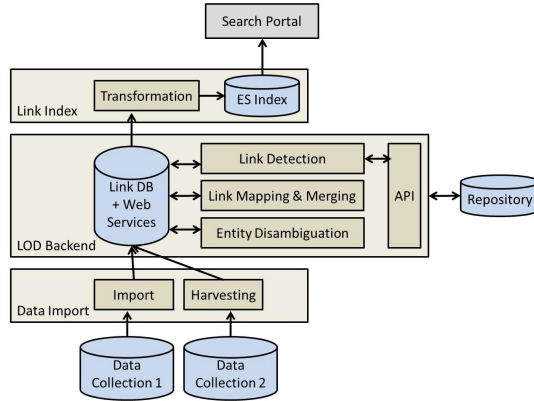 Search Portal
Transformation
ES Index
Link Index
Link DB
+ Web
Services
Link Detection
Link Mapping & Merging
Entity Disambiguation
API
Repository
LOD Backend
Import
Harvesting
Data Import
Data
Collection 1
Data
Collection 2